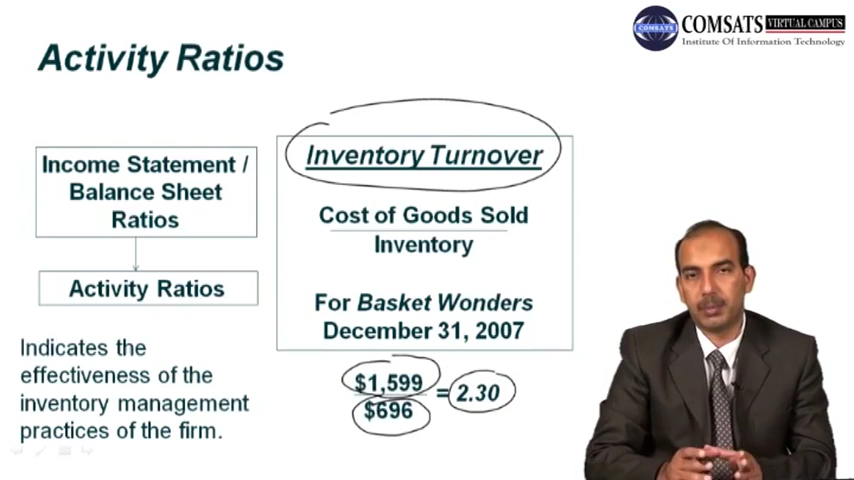 COMSATS VIRTUAL CAMPUS
COMSATS
Institute Of Information Technology
Activity Ratios
Income Statement /
Balance Sheet
Ratios
Activity Ratios
Indicates the
effectiveness of the
inventory management
practices of the firm.
Inventory Turnover
Cost of Goods Sold
Inventory
For Basket Wonders
December 31, 2007
$1,599
$696
= 2.30